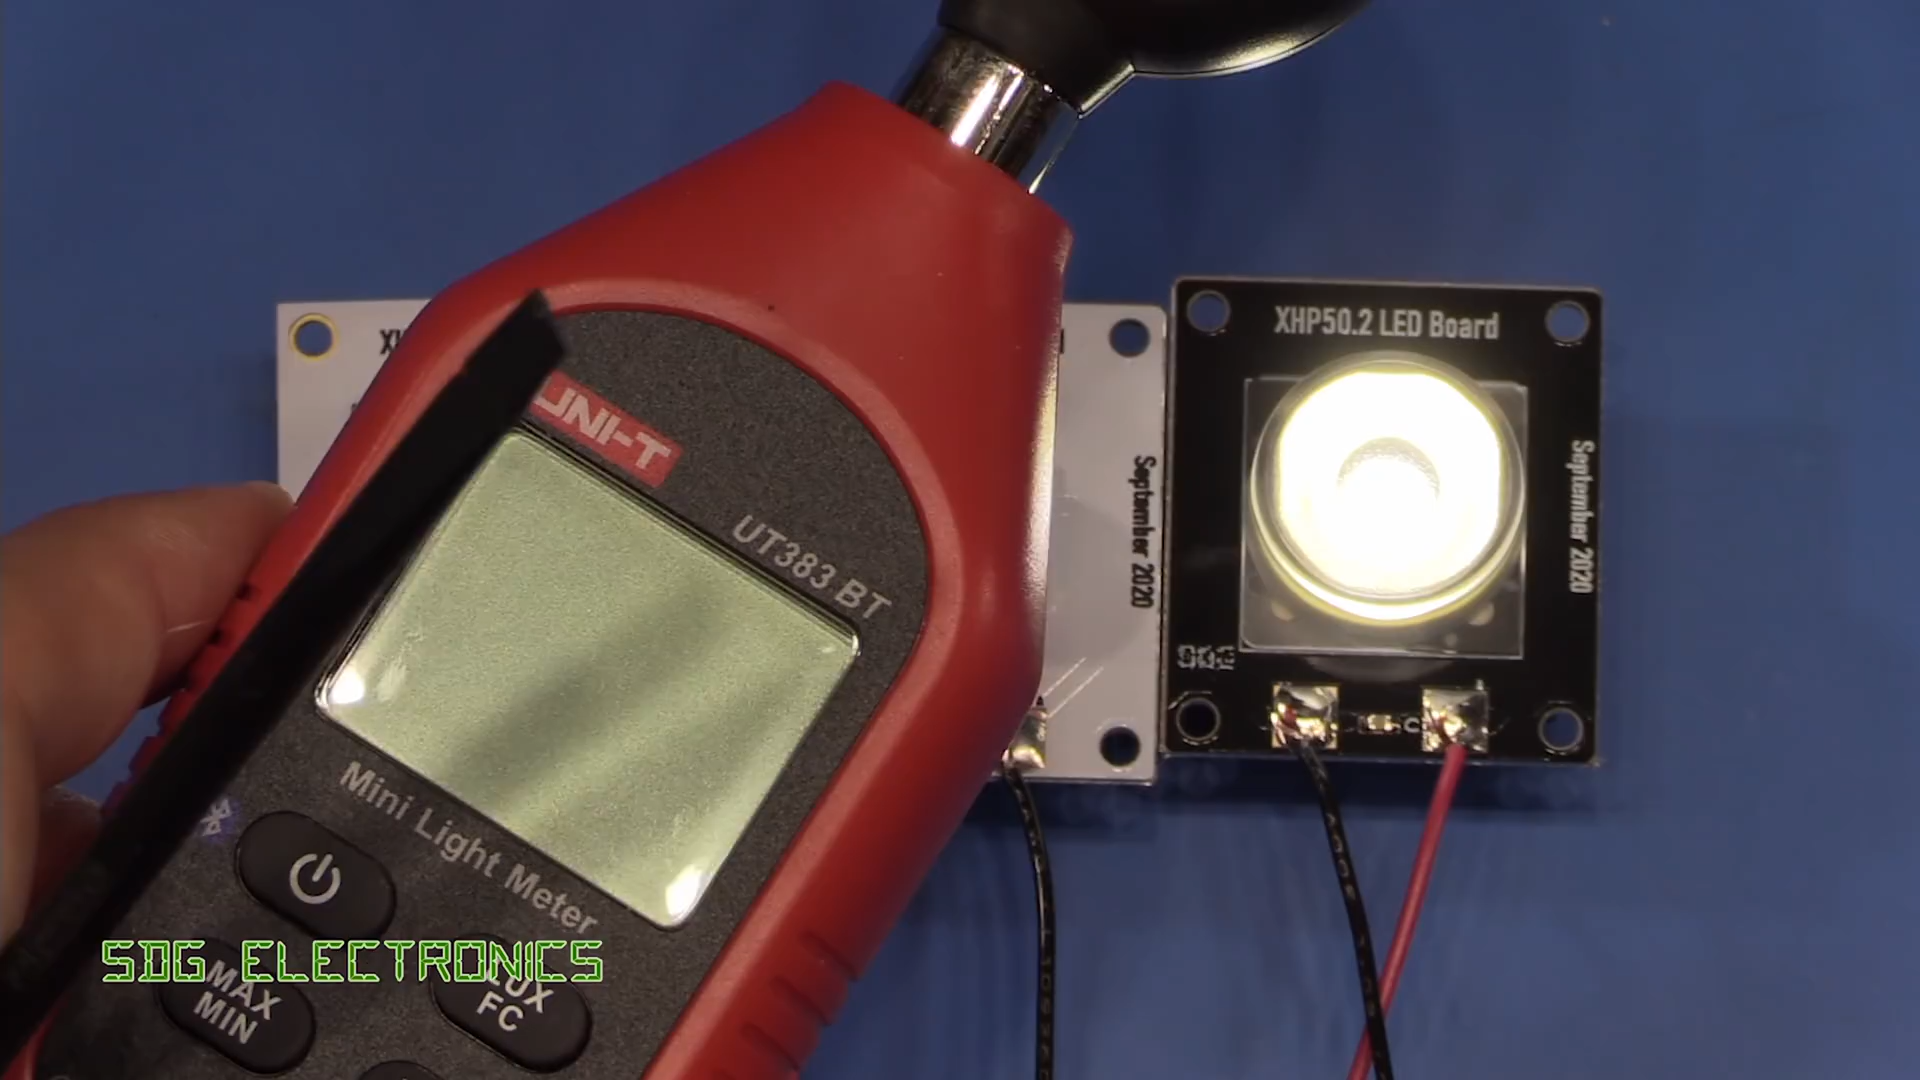 XHP50.2 LED Board
September 2020
September 2020
UNI-T
UT383 BT
Mini Light Meter
MAX
MIN
LUX
FC
SDG ELECTRONICS